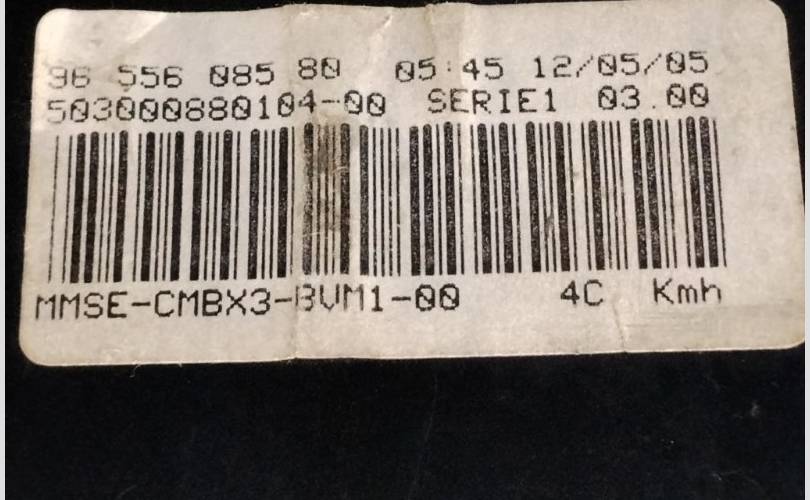 96 556 085 80 05:45 12/05/05
503000880104-00 SERIE1 03.00
MMSE-CMBX3-BVM1-00 4C Kmh